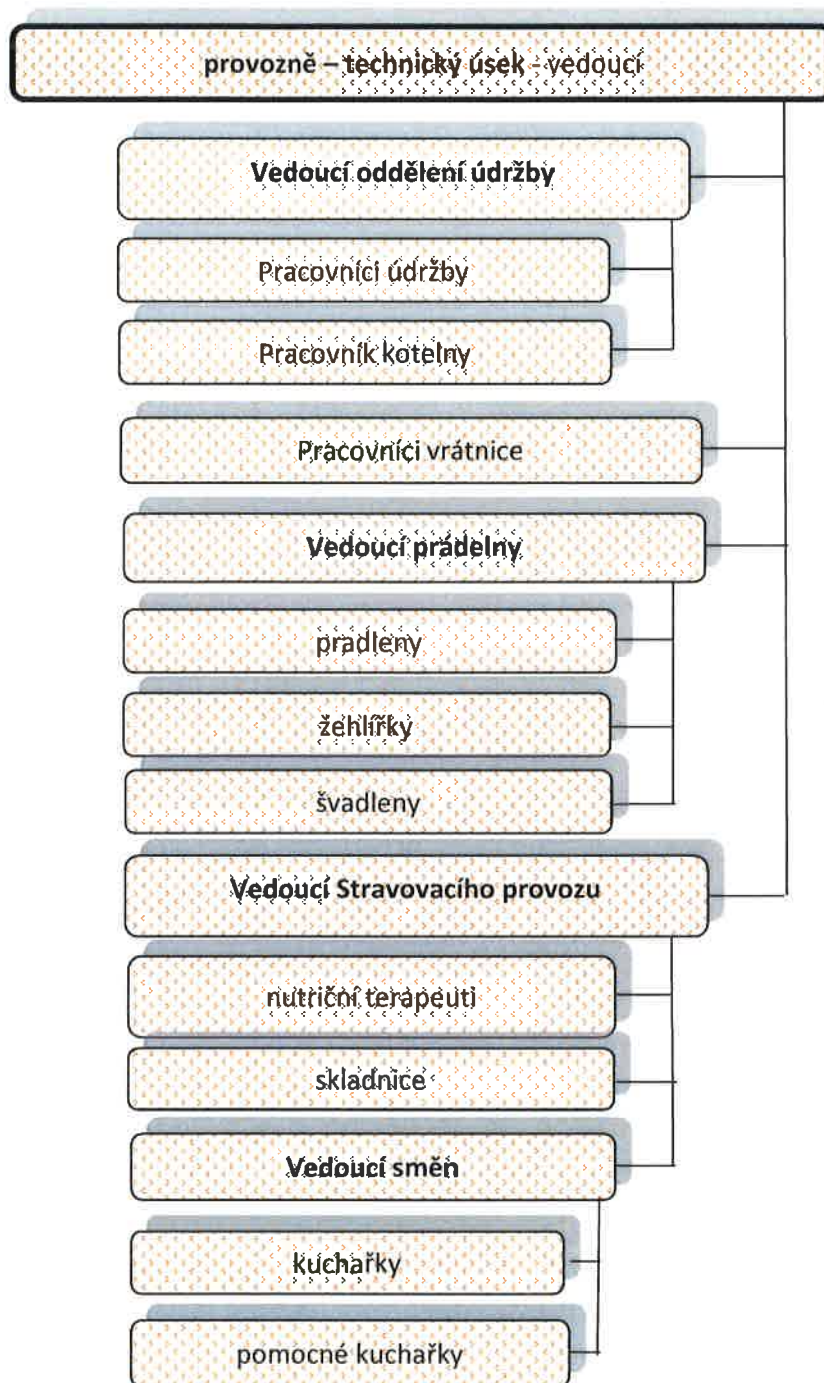 provozně – technický úsek - vedoucí
Vedoucí oddělení údržby
Pracovníci údržby
Pracovník kotelny
Pracovníci vrátnice
Vedoucí prádelny
pradleny
žehlířky
švadleny
Vedoucí Stravovacího provozu
nutriční terapeuti
skladnice
Vedoucí směn
kuchařky
pomocné kuchařky